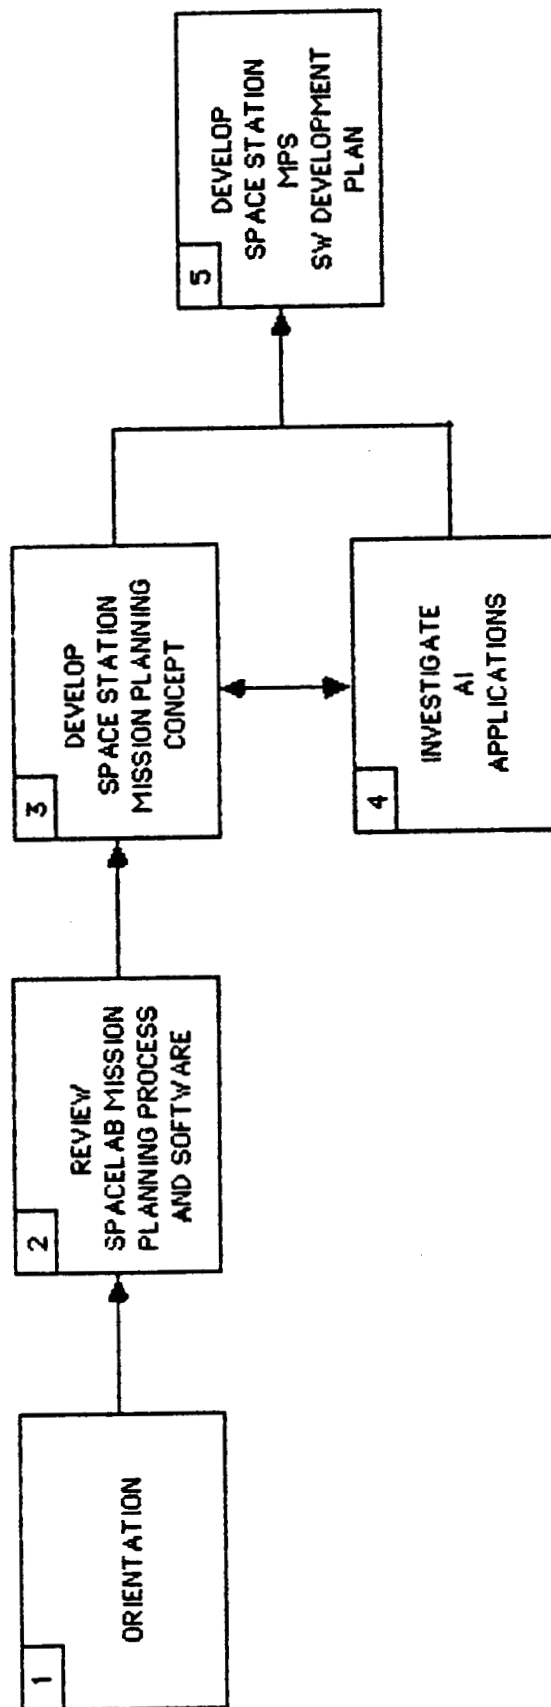 1
ORIENTATION
2
REVIEW
SPACELAB MISSION
PLANNING PROCESS
AND SOFTWARE
3
DEVELOP
SPACE STATION
MISSION PLANNING
CONCEPT
4
INVESTIGATE
AI
APPLICATIONS
5
DEVELOP
SPACE STATION
MPS
SW DEVELOPMENT
PLAN